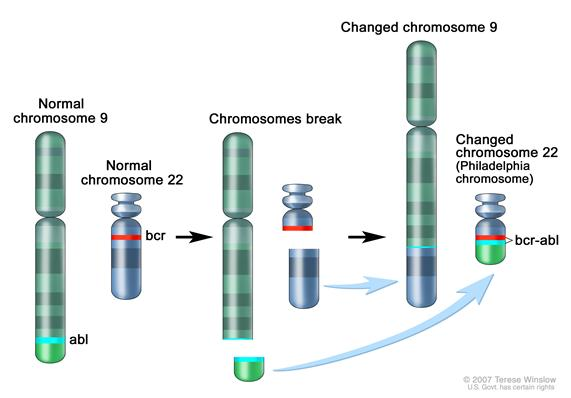 Changed chromosome 9
Normal
chromosome 9
Chromosomes break
Normal
chromosome 22
Changed
chromosome 22
(Philadelphia
chromosome)
bcr
bcr-abl
abl
© 2007 Terese Winslow
U.S. Govt. has certain rights